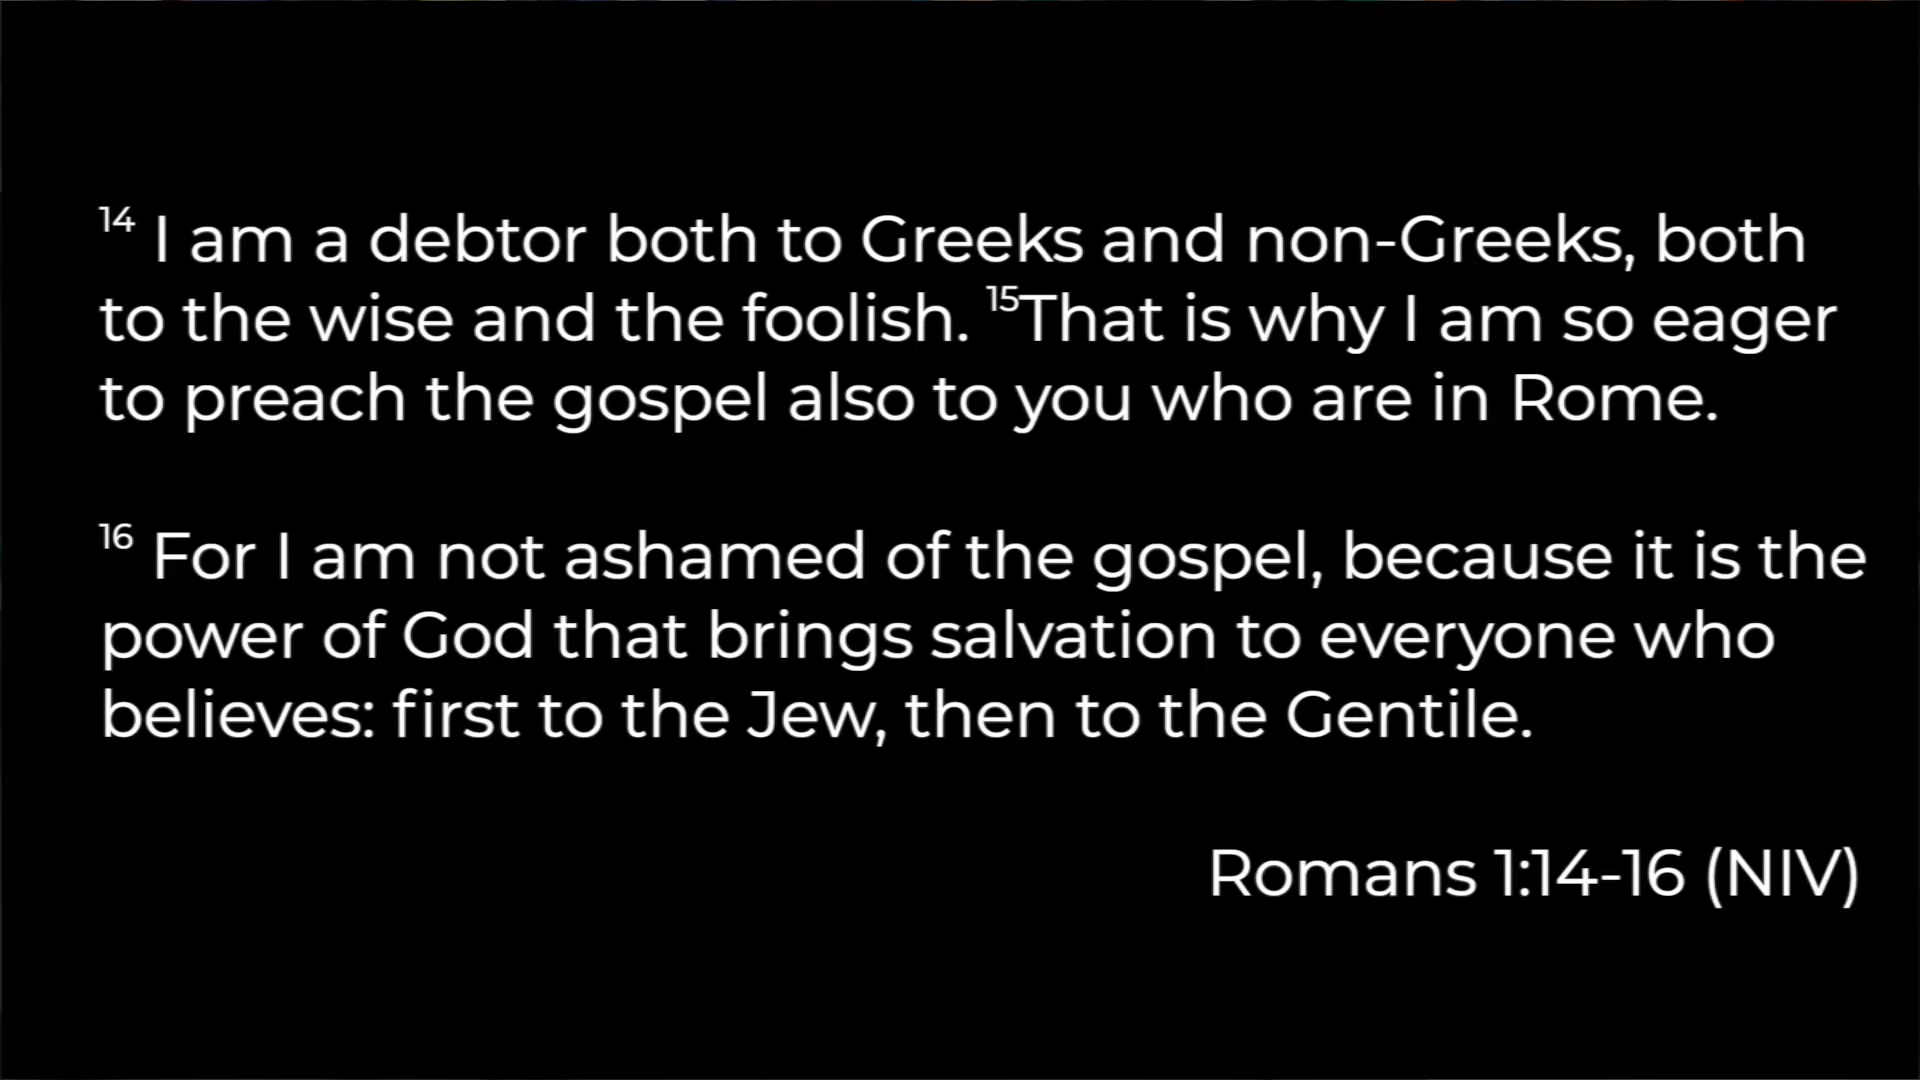 14 I am a debtor both to Greeks and non-Greeks, both
to the wise and the foolish. 15That is why I am so eager
to preach the gospel also to you who are in Rome.
16 For I am not ashamed of the gospel, because it is the
power of God that brings salvation to everyone who
believes: first to the Jew, then to the Gentile.
Romans 1:14-16 (NIV)